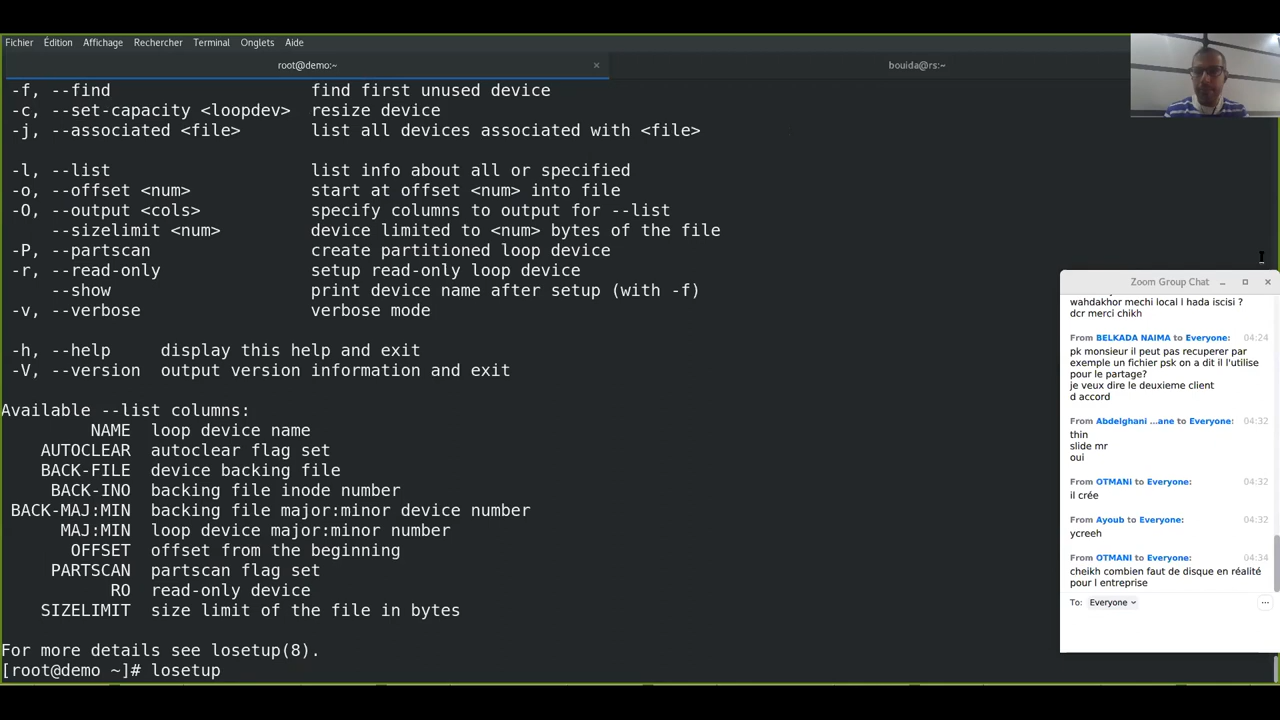 Fichier Édition Affichage Rechercher Terminal Onglets Aide
root@demo:~ × bouida@rs:~
-f, --find find first unused device
-c, --set-capacity <loopdev> resize device
-j, --associated <file> list all devices associated with <file>
-l, --list list info about all or specified
-o, --offset <num> start at offset <num> into file
-O, --output <cols> specify columns to output for --list
--sizelimit <num> device limited to <num> bytes of the file
-P, --partscan create partitioned loop device
-r, --read-only setup read-only loop device
--show print device name after setup (with -f)
-v, --verbose verbose mode
-h, --help display this help and exit
-V, --version output version information and exit
Available --list columns:
NAME loop device name
AUTOCLEAR autoclear flag set
BACK-FILE device backing file
BACK-INO backing file inode number
BACK-MAJ:MIN backing file major:minor device number
MAJ:MIN loop device major:minor number
OFFSET offset from the beginning
PARTSCAN partscan flag set
RO read-only device
SIZELIMIT size limit of the file in bytes
For more details see losetup(8).
[root@demo ~]# losetup
Zoom Group Chat
wahdakhor mechi local l hada iscisi ?
dcr merci chikh
From BELKADA NAIMA to Everyone: 04:24
pk monsieur il peut pas recuperer par
exemple un fichier psk on a dit il l'utilise
pour le partage?
je veux dire le deuxieme client
d accord
From Abdelghani ...ane to Everyone: 04:32
thin
slide mr
oui
From OTMANI to Everyone: 04:32
il crée
From Ayoub to Everyone: 04:32
ycreeh
From OTMANI to Everyone: 04:34
cheikh combien faut de disque en réalité
pour l entreprise
To: Everyone